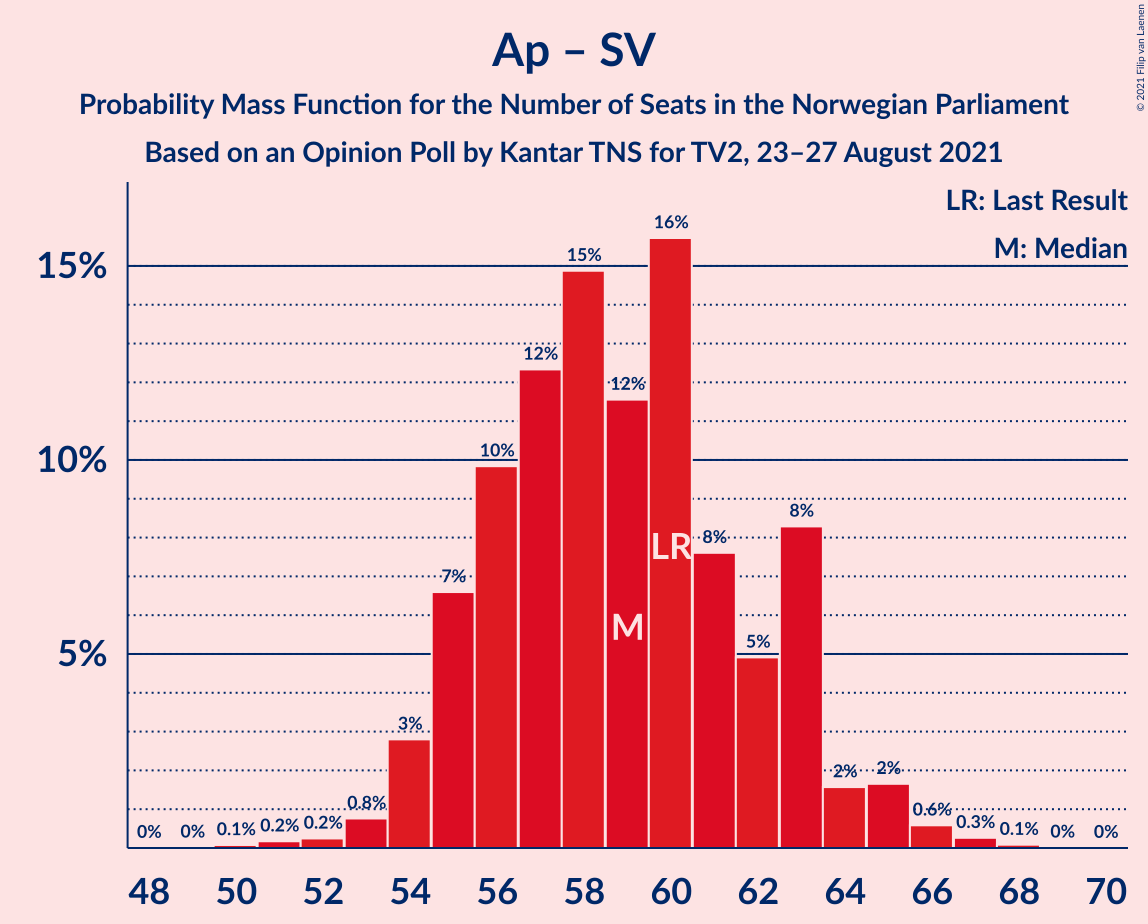 Ap – SV
Probability Mass Function for the Number of Seats in the Norwegian Parliament
Based on an Opinion Poll by Kantar TNS for TV2, 23–27 August 2021
© 2021 Filip van Laenen
LR: Last Result
M: Median
15%
10%
5%
0% 0% 0.1% 0.2% 0.2% 0.8% 3% 7% 10% 12% 15% 12% 16% 8% 5% 8% 2% 2% 0.6% 0.3% 0.1% 0% 0%
LR
M
48 50 52 54 56 58 60 62 64 66 68 70